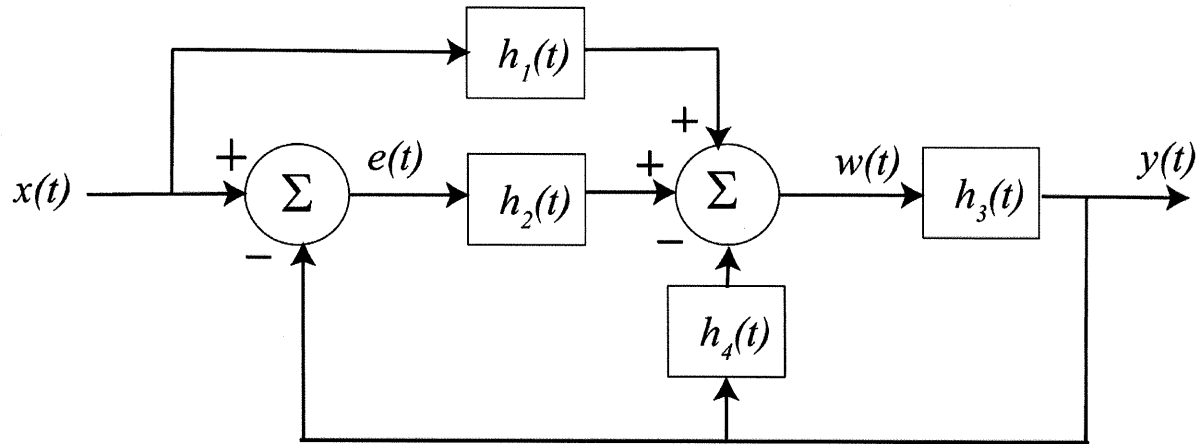 h₁(t)
+
+ e(t) + w(t) y(t)
x(t) Σ h₂(t) Σ h₃(t)
− −
h₄(t)